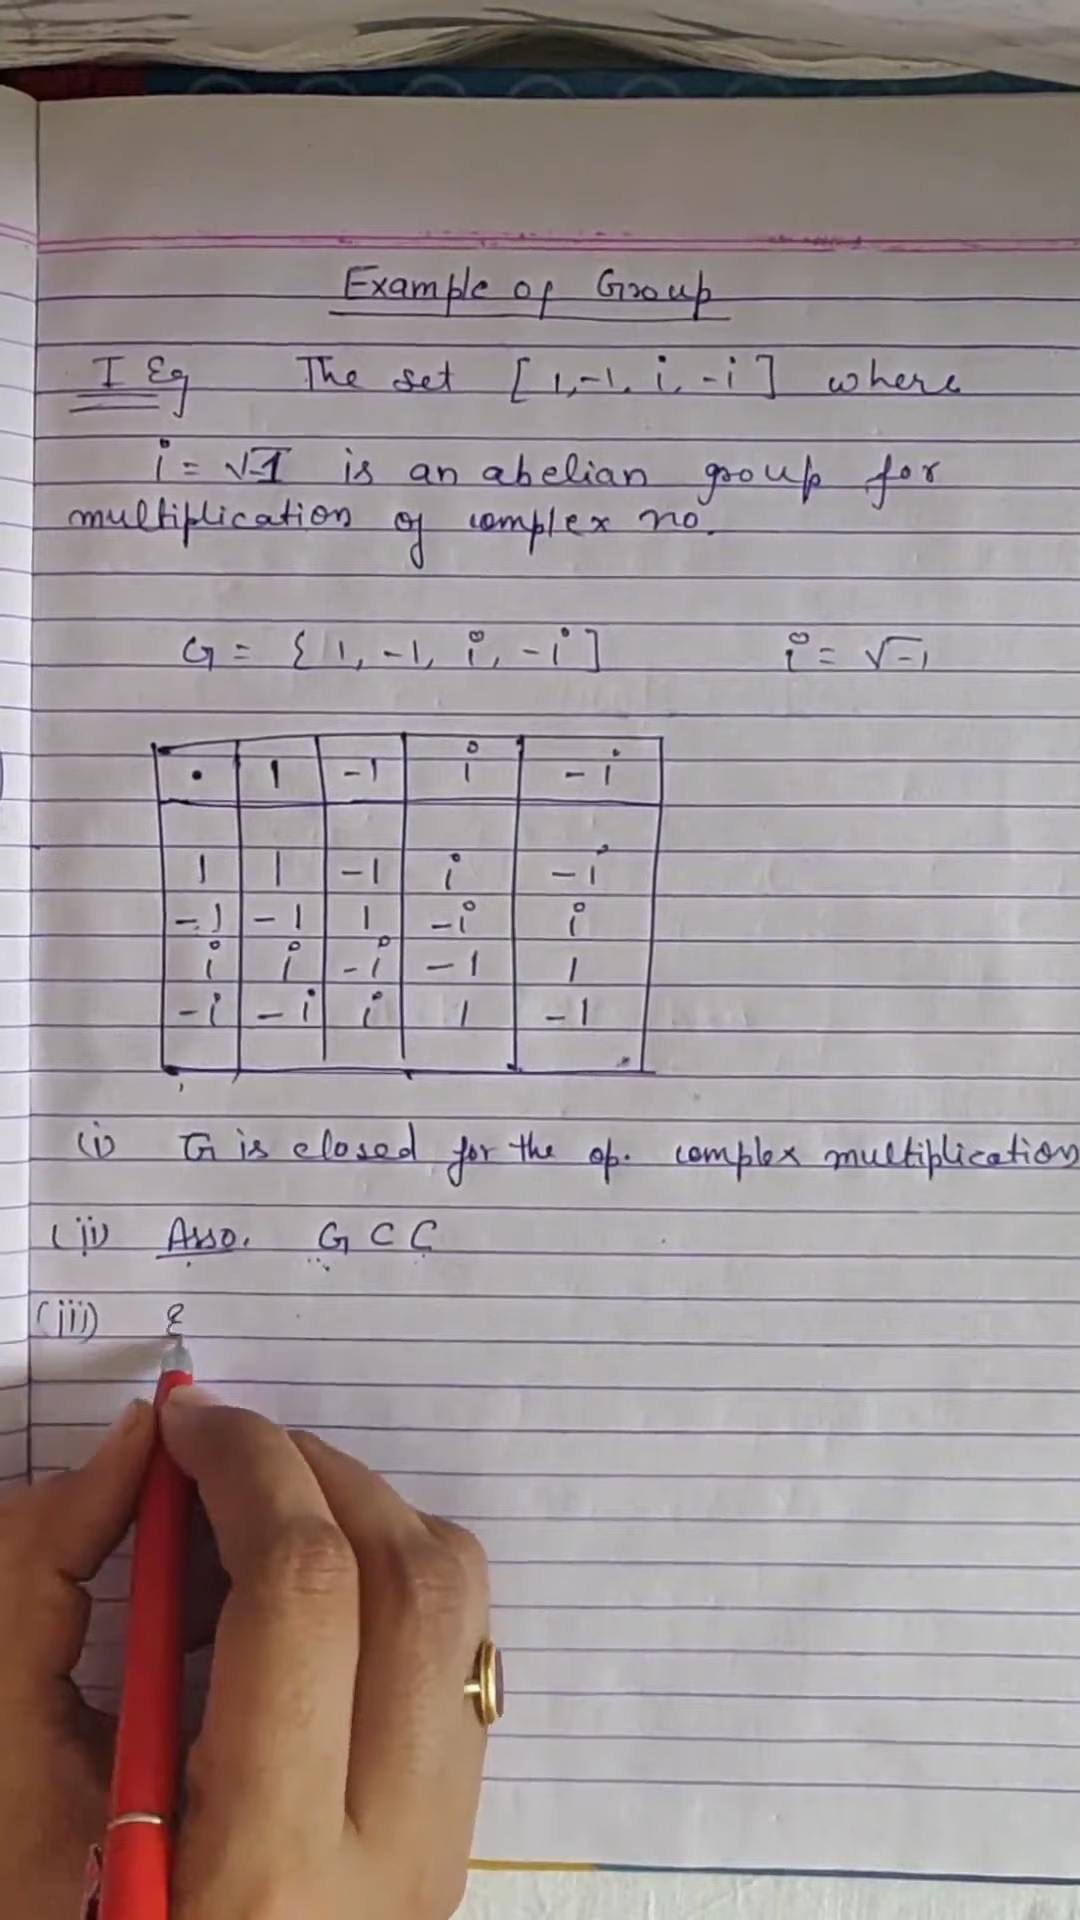 Example of Group
I Eg The set [1, -1, i, -i] where
i = √-1 is an abelian group for
multiplication of complex no.
G = {1, -1, i, -i] i = √-1
• 1 -1 i -i
1 1 -1 i -i
-1 -1 1 -i i
i i -i -1 1
-i -i i 1 -1
(i) G is closed for the op. complex multiplication
(ii) Asso. G ⊂ C
(iii) E